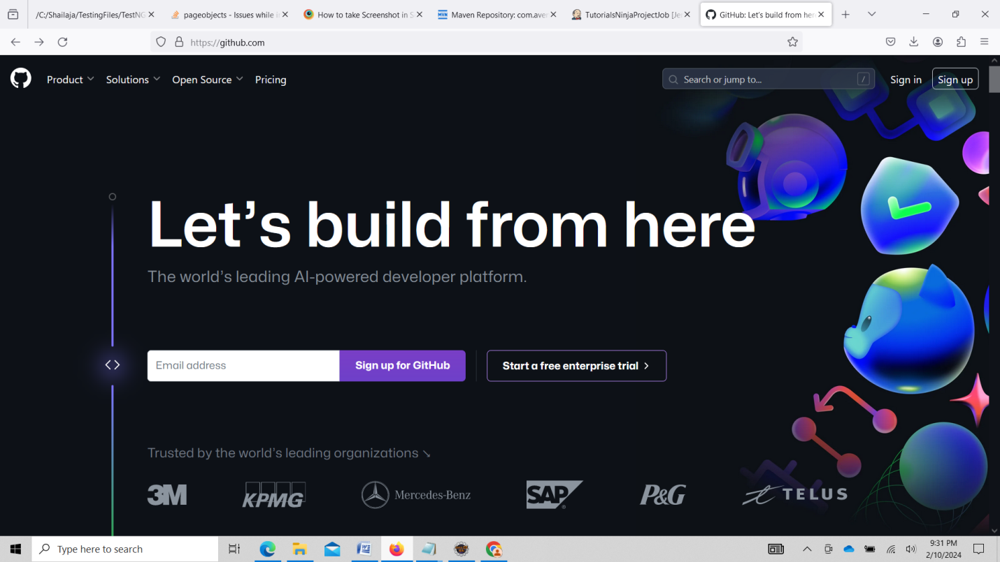 /C:/Shailaja/TestingFiles/TestNG
pageobjects - Issues while i
How to take Screenshot in S
MVN
Maven Repository: com.aver
TutorialsNinjaProjectJob [Je
GitHub: Let's build from her
https://github.com
Product
Solutions
Open Source
Pricing
Search or jump to...
/
Sign in
Sign up
Let's build from here
The world's leading AI-powered developer platform.
Email address
Sign up for GitHub
Start a free enterprise trial
Trusted by the world's leading organizations ↘
3M
KPMG
Mercedes-Benz
SAP
P&G
TELUS
Type here to search
9:31 PM
2/10/2024